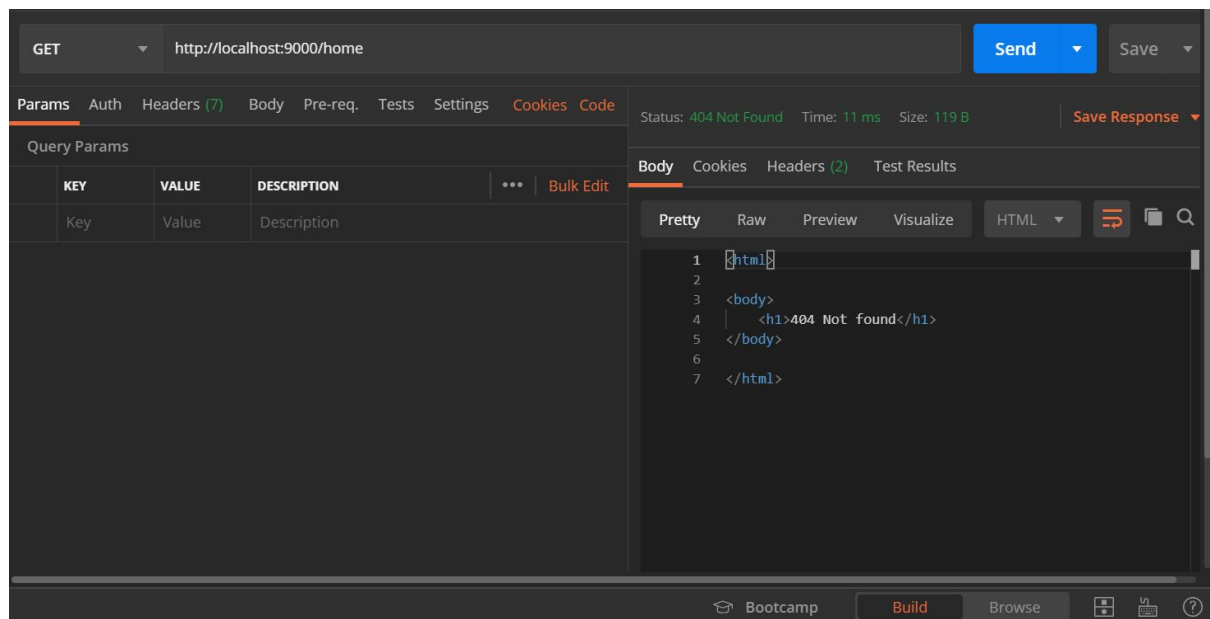 GET http://localhost:9000/home Send Save
Params Auth Headers (7) Body Pre-req. Tests Settings Cookies Code
Query Params
KEY VALUE DESCRIPTION ••• Bulk Edit
Key Value Description
Status: 404 Not Found Time: 11 ms Size: 119 B Save Response
Body Cookies Headers (2) Test Results
Pretty Raw Preview Visualize HTML
1 <html>
2
3 <body>
4 <h1>404 Not found</h1>
5 </body>
6
7 </html>
Bootcamp Build Browse